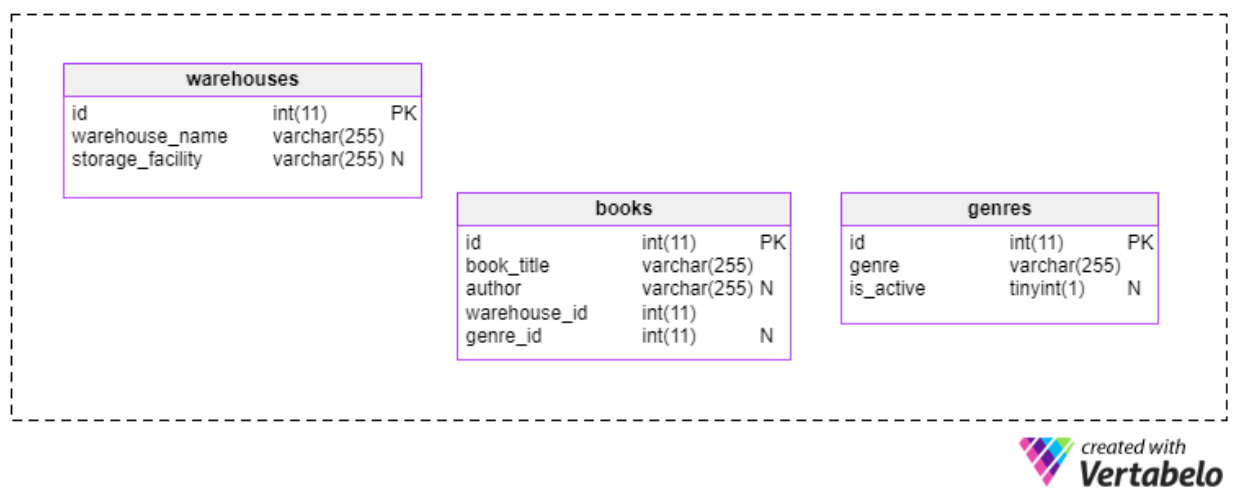 warehouses
id int(11) PK
warehouse_name varchar(255)
storage_facility varchar(255) N
books
id int(11) PK
book_title varchar(255)
author varchar(255) N
warehouse_id int(11)
genre_id int(11) N
genres
id int(11) PK
genre varchar(255)
is_active tinyint(1) N
created with
Vertabelo